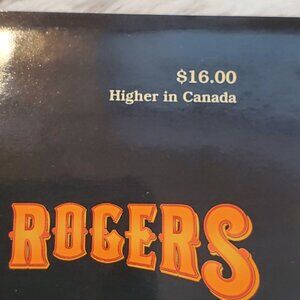 $16.00
Higher in Canada
ROGERS